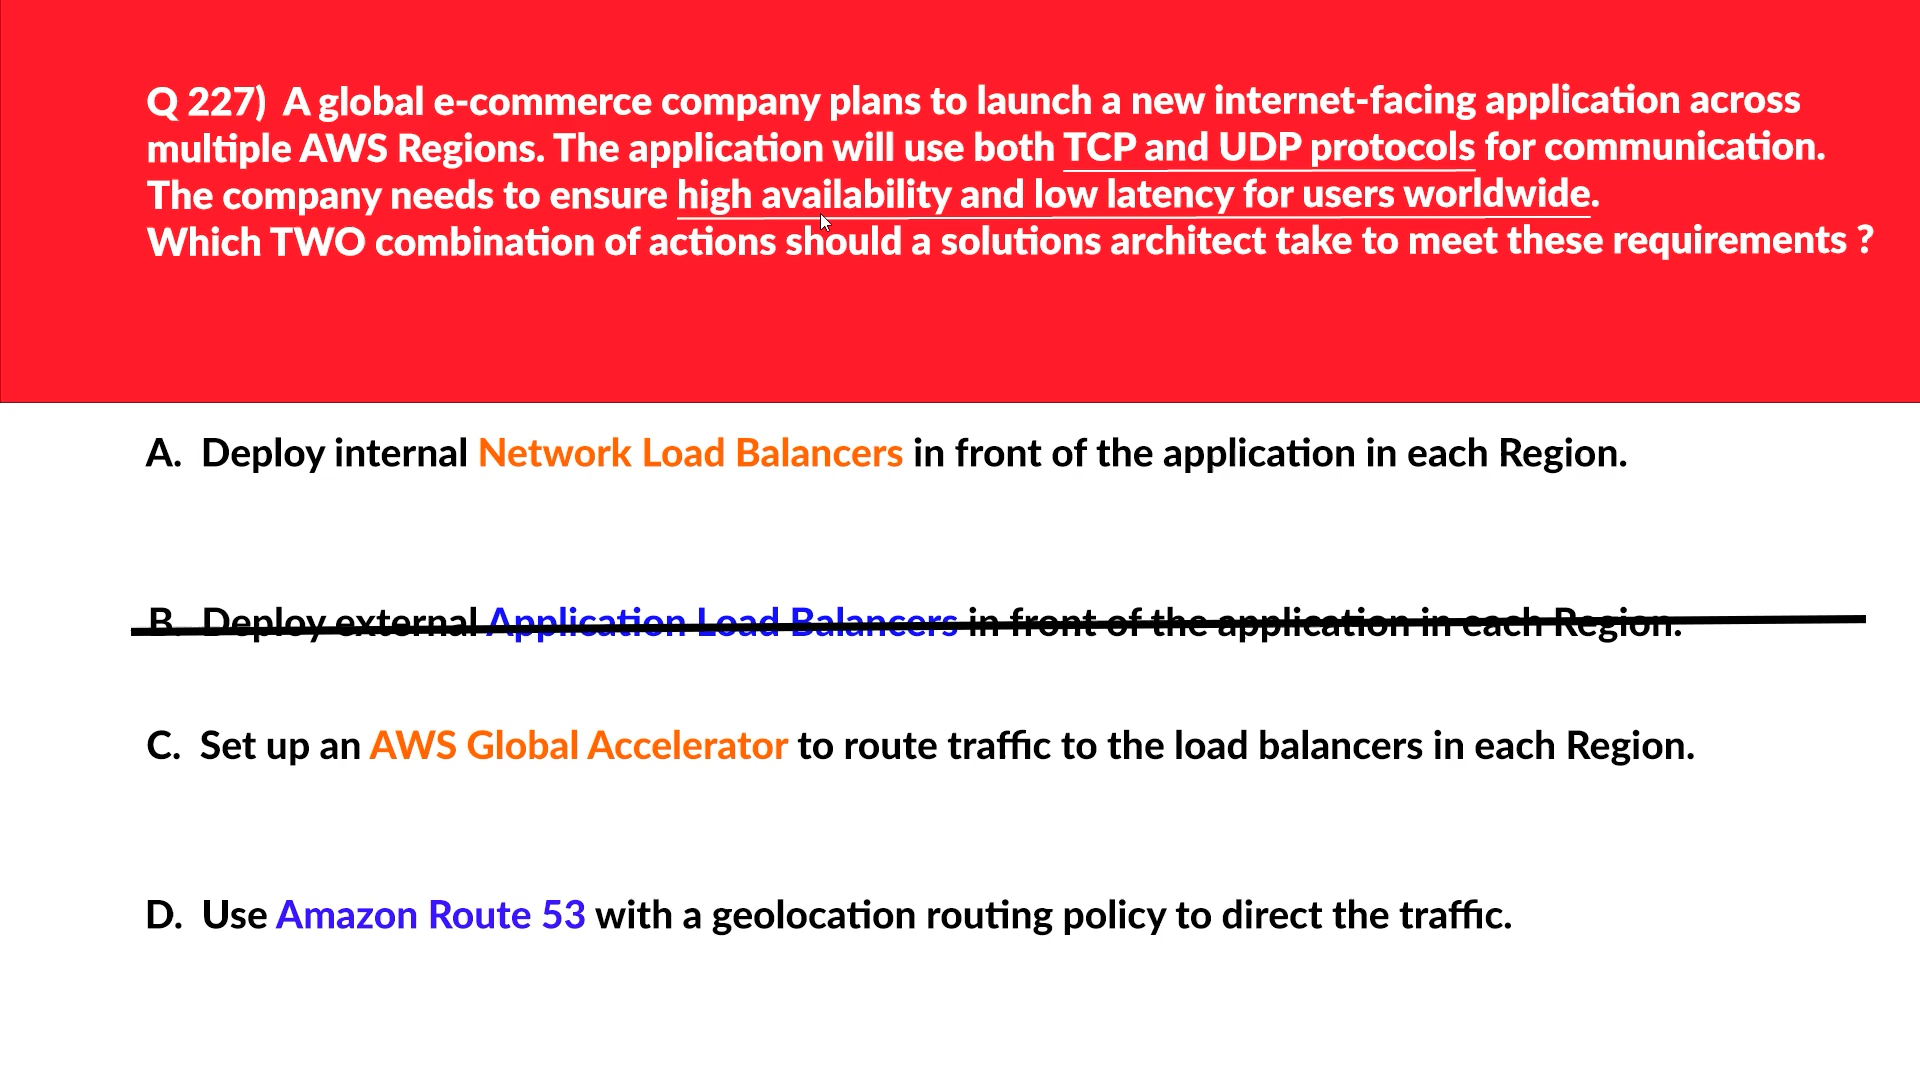 Q 227) A global e-commerce company plans to launch a new internet-facing application across
multiple AWS Regions. The application will use both TCP and UDP protocols for communication.
The company needs to ensure high availability and low latency for users worldwide.
Which TWO combination of actions should a solutions architect take to meet these requirements ?
A. Deploy internal Network Load Balancers in front of the application in each Region.
B. Deploy external Application Load Balancers in front of the application in each Region.
C. Set up an AWS Global Accelerator to route traffic to the load balancers in each Region.
D. Use Amazon Route 53 with a geolocation routing policy to direct the traffic.